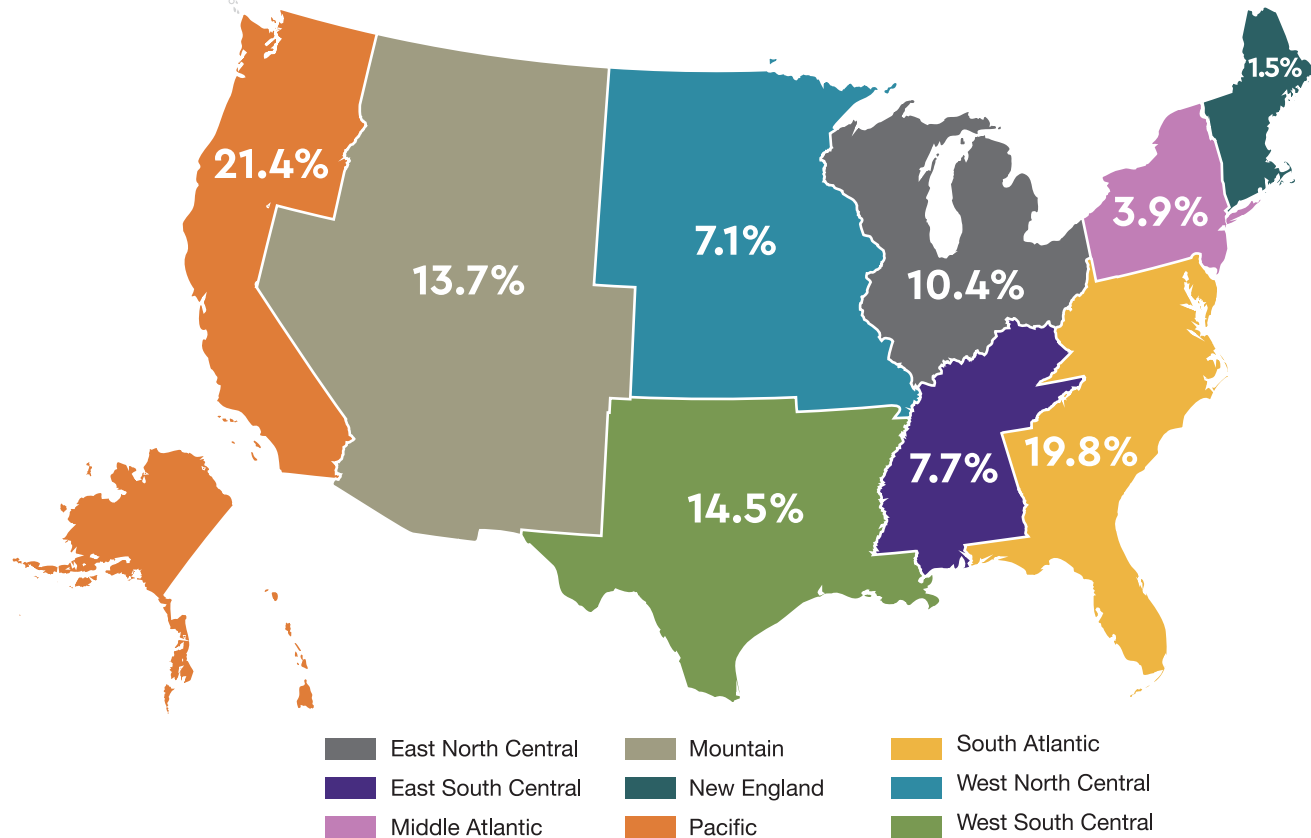 1.5%
21.4%
3.9%
7.1%
13.7%
10.4%
19.8%
7.7%
14.5%
East North Central
Mountain
South Atlantic
East South Central
New England
West North Central
Middle Atlantic
Pacific
West South Central